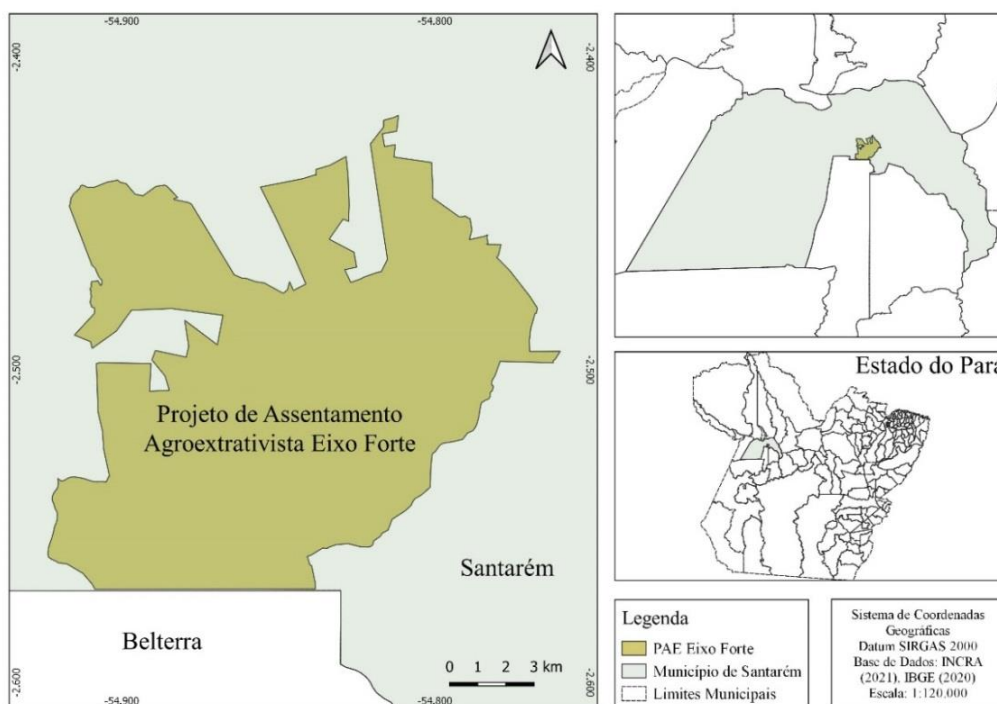 -54.900
-54.800
-2.400
-2.400
-2.500
-2.500
Projeto de Assentamento
Agroextrativista Eixo Forte
Santarém
Belterra
0 1 2 3 km
-2.600
-2.600
-54.900
-54.800
Estado do Pará
Legenda
PAE Eixo Forte
Município de Santarém
Limites Municipais
Sistema de Coordenadas
Geográficas
Datum SIRGAS 2000
Base de Dados: INCRA
(2021), IBGE (2020)
Escala: 1:120,000